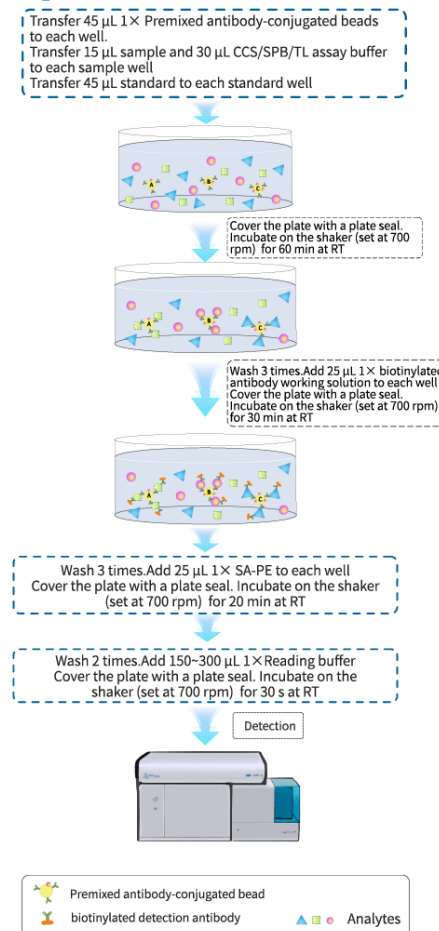 Transfer 45 μL 1× Premixed antibody-conjugated beads
to each well.
Transfer 15 μL sample and 30 μL CCS/SPB/TL assay buffer
to each sample well
Transfer 45 μL standard to each standard well
A
B
C
Cover the plate with a plate seal.
Incubate on the shaker (set at 700
rpm) for 60 min at RT
A
B
C
Wash 3 times.Add 25 μL 1× biotinylated
antibody working solution to each well
Cover the plate with a plate seal.
Incubate on the shaker (set at 700 rpm)
for 30 min at RT
A
B
C
Wash 3 times.Add 25 μL 1× SA-PE to each well
Cover the plate with a plate seal. Incubate on the shaker
(set at 700 rpm) for 20 min at RT
Wash 2 times.Add 150~300 μL 1×Reading buffer
Cover the plate with a plate seal. Incubate on the
shaker (set at 700 rpm) for 30 s at RT
Detection
Premixed antibody-conjugated bead
biotinylated detection antibody
Analytes